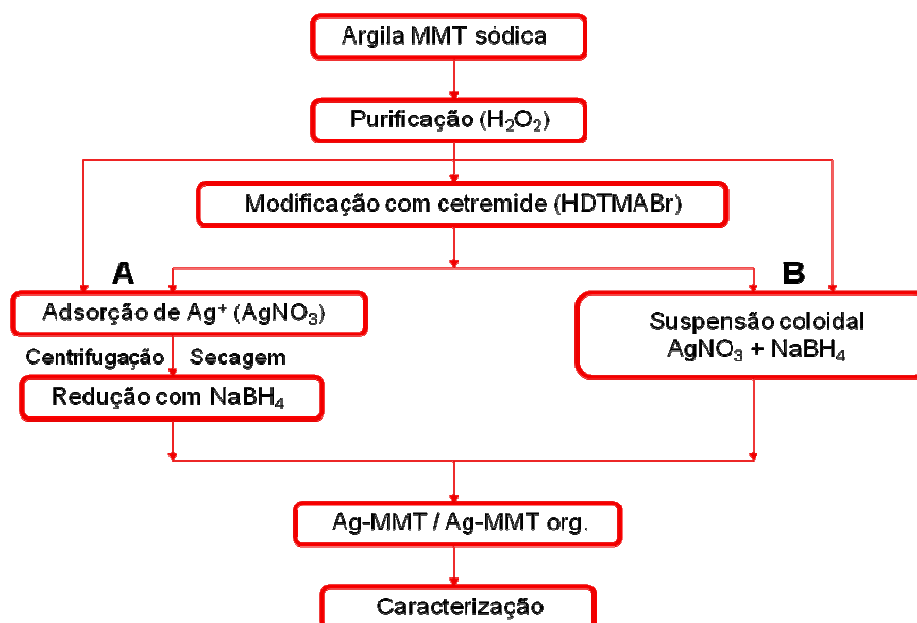 Argila MMT sódica
Purificação (H₂O₂)
Modificação com cetremide (HDTMABr)
A
B
Adsorção de Ag⁺ (AgNO₃)
Suspensão coloidal
AgNO₃ + NaBH₄
Centrifugação Secagem
Redução com NaBH₄
Ag-MMT / Ag-MMT org.
Caracterização